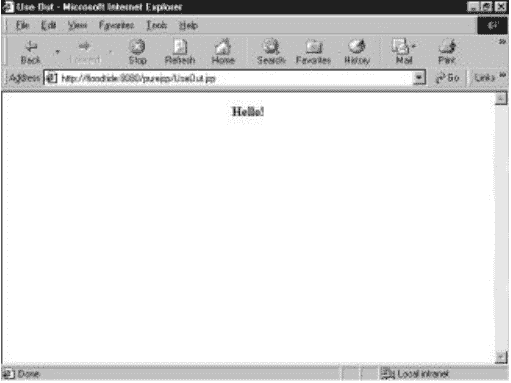 Use Out - Microsoft Internet Explorer
File Edit View Favorites Tools Help
Back Forward Stop Refresh Home Search Favorites History Mail Print
Address http://floodtide:8080/purejsp/UseOut.jsp Go Links »
Hello!
Done Local intranet